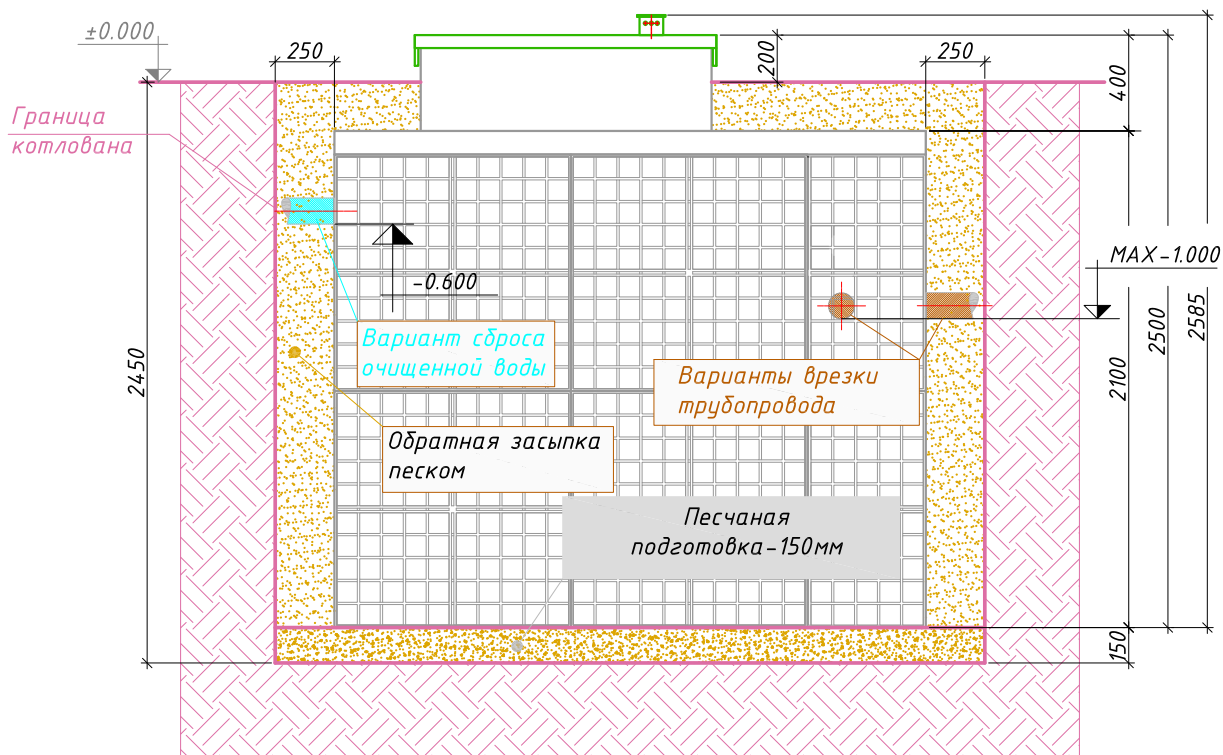 ±0.000
250
200
250
400
2585
2500
Граница
котлована
MAX-1.000
-0.600
Вариант сброса
очищенной воды
Варианты врезки
трубопровода
2450
2100
Обратная засыпка
песком
Песчаная
подготовка-150мм
150